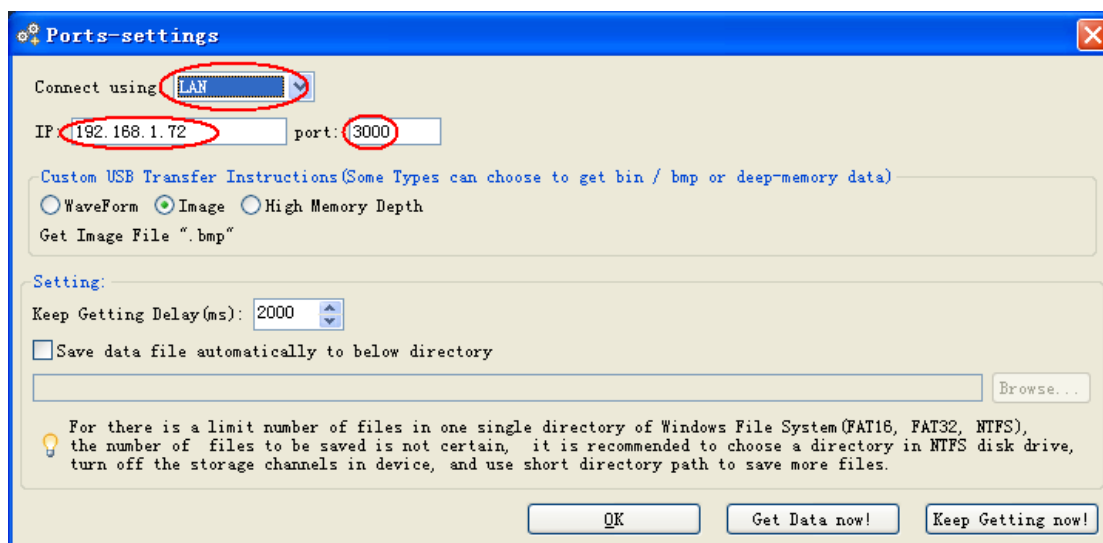 Ports-settings
Connect using: LAN
IP: 192.168.1.72 port: 3000
Custom USB Transfer Instructions(Some Types can choose to get bin / bmp or deep-memory data)
WaveForm Image High Memory Depth
Get Image File ".bmp"
Setting:
Keep Getting Delay(ms): 2000
Save data file automatically to below directory
Browse...
For there is a limit number of files in one single directory of Windows File System(FAT16, FAT32, NTFS),
the number of files to be saved is not certain, it is recommended to choose a directory in NTFS disk drive,
turn off the storage channels in device, and use short directory path to save more files.
OK Get Data now! Keep Getting now!